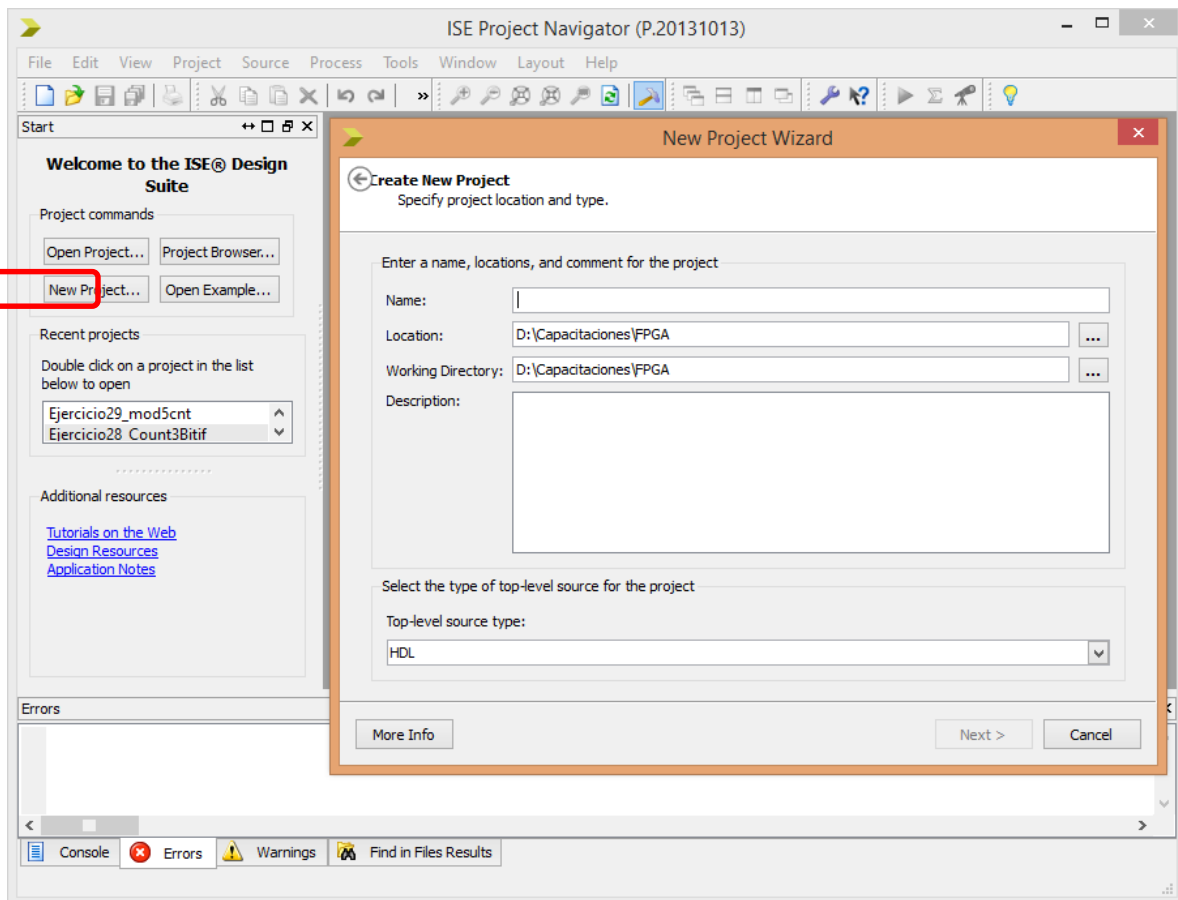 ISE Project Navigator (P.20131013)
File Edit View Project Source Process Tools Window Layout Help
Start
Welcome to the ISE® Design
Suite
Project commands
Open Project... Project Browser...
New Project... Open Example...
Recent projects
Double click on a project in the list
below to open
Ejercicio29_mod5cnt
Ejercicio28_Count3Bitif
Additional resources
Tutorials on the Web
Design Resources
Application Notes
New Project Wizard
Create New Project
Specify project location and type.
Enter a name, locations, and comment for the project
Name:
Location: D:\Capacitaciones\FPGA ...
Working Directory: D:\Capacitaciones\FPGA ...
Description:
Select the type of top-level source for the project
Top-level source type:
HDL
More Info Next > Cancel
Errors
Console Errors Warnings Find in Files Results